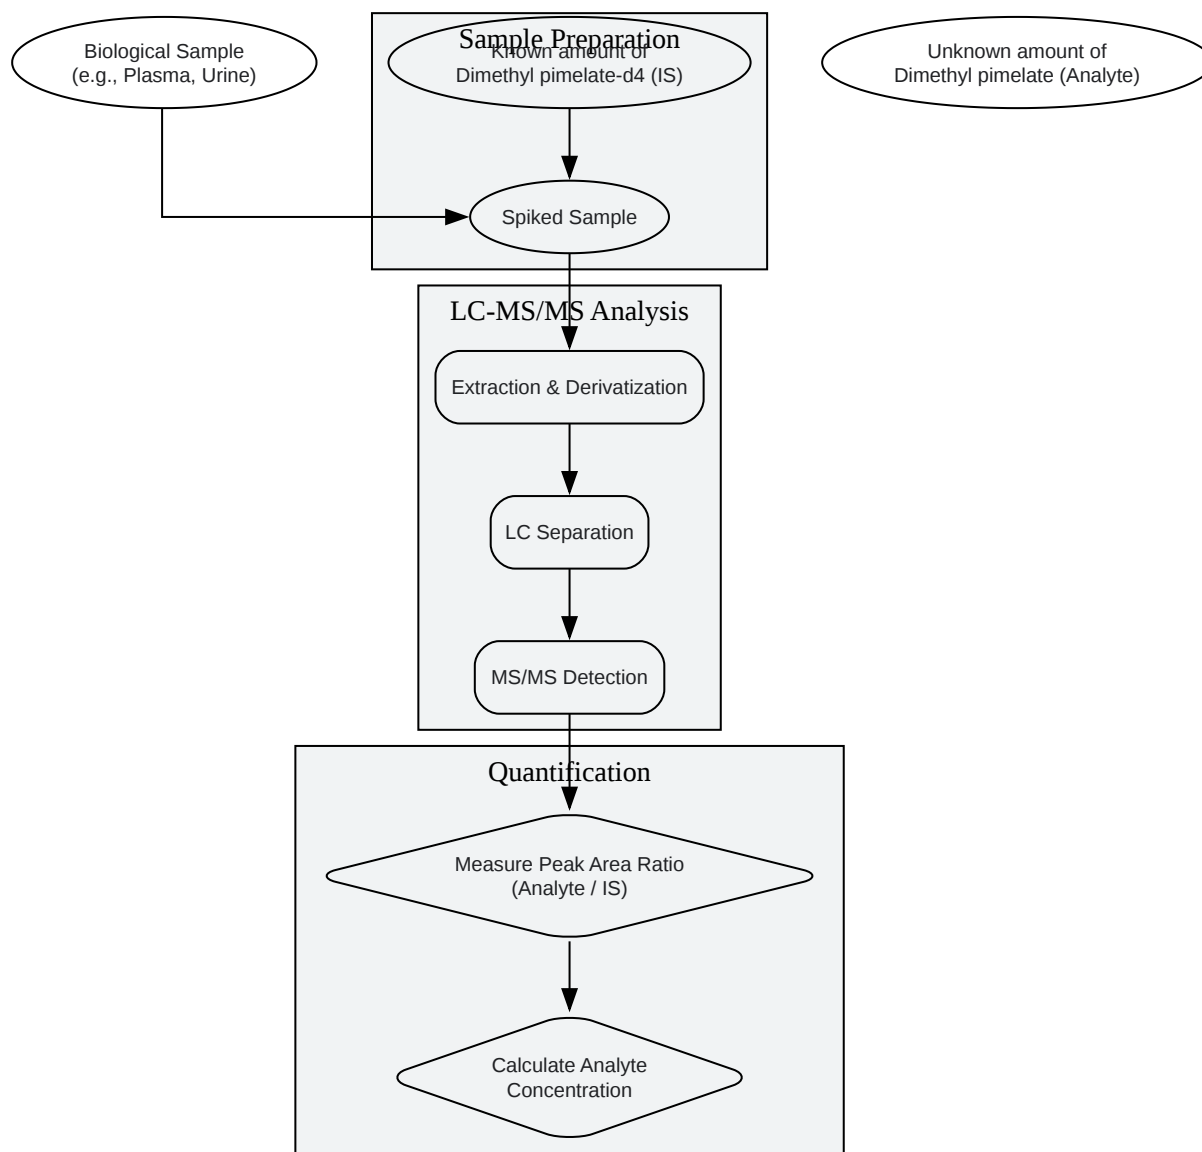 Sample Preparation
Biological Sample
(e.g., Plasma, Urine)
Known amount of
Dimethyl pimelate-d4 (IS)
Unknown amount of
Dimethyl pimelate (Analyte)
Spiked Sample
LC-MS/MS Analysis
Extraction & Derivatization
LC Separation
MS/MS Detection
Quantification
Measure Peak Area Ratio
(Analyte / IS)
Calculate Analyte
Concentration